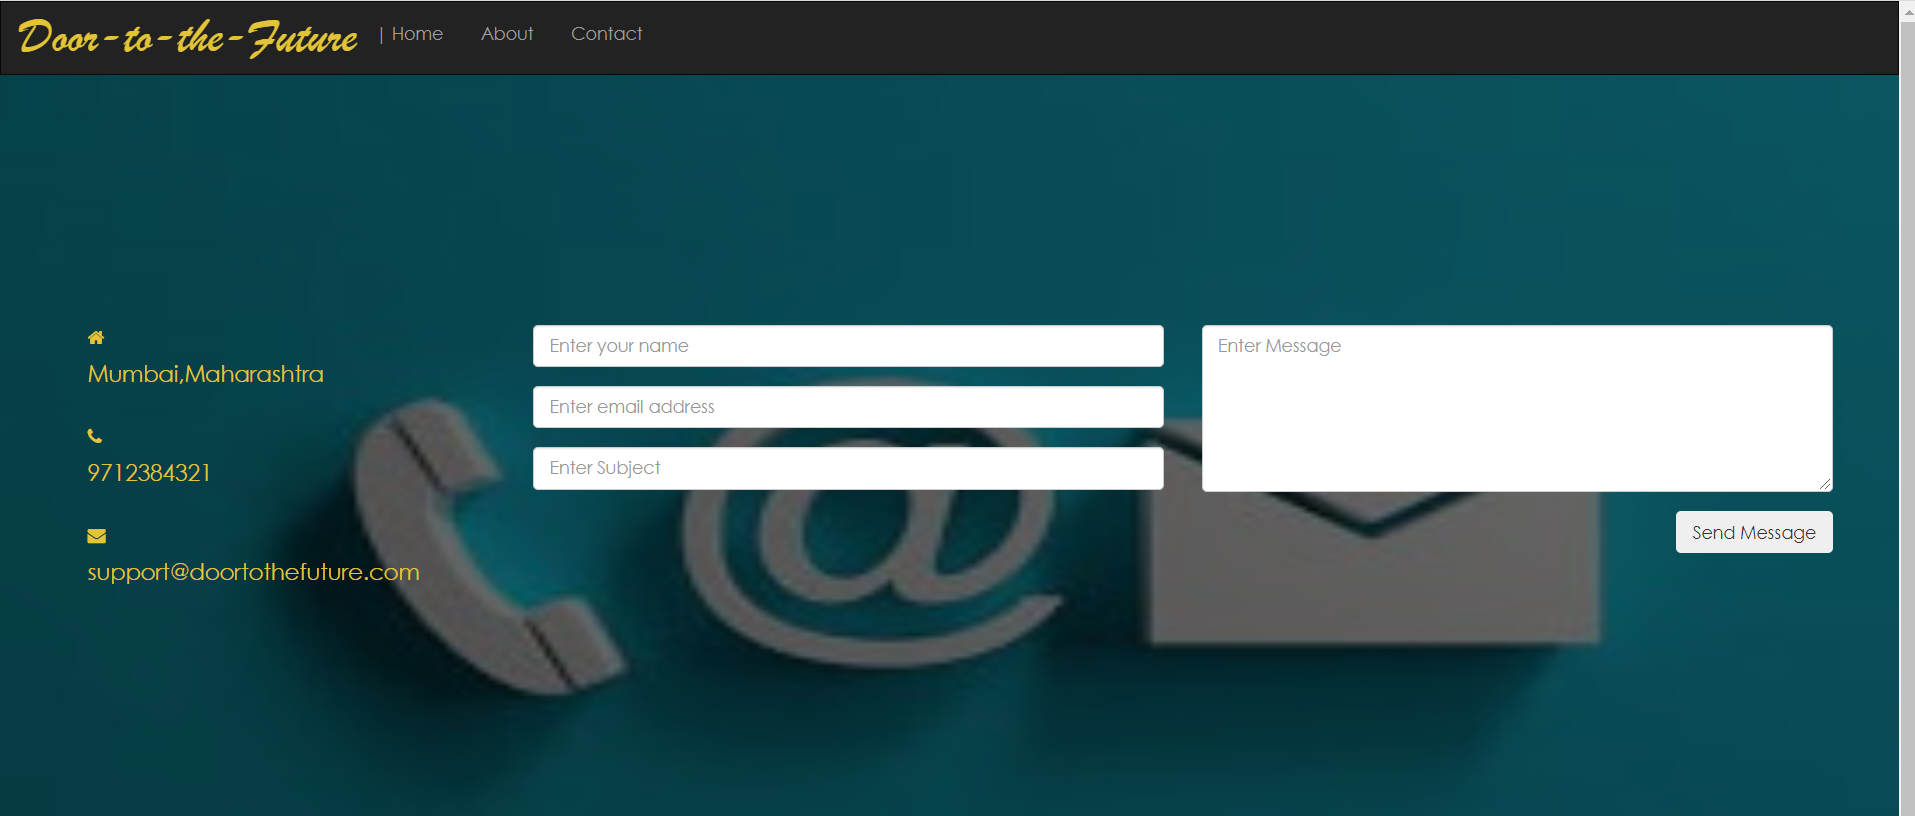 Door-to-the-Future | Home About Contact
Mumbai,Maharashtra
9712384321
support@doortothefuture.com
Enter your name
Enter email address
Enter Subject
Enter Message
Send Message